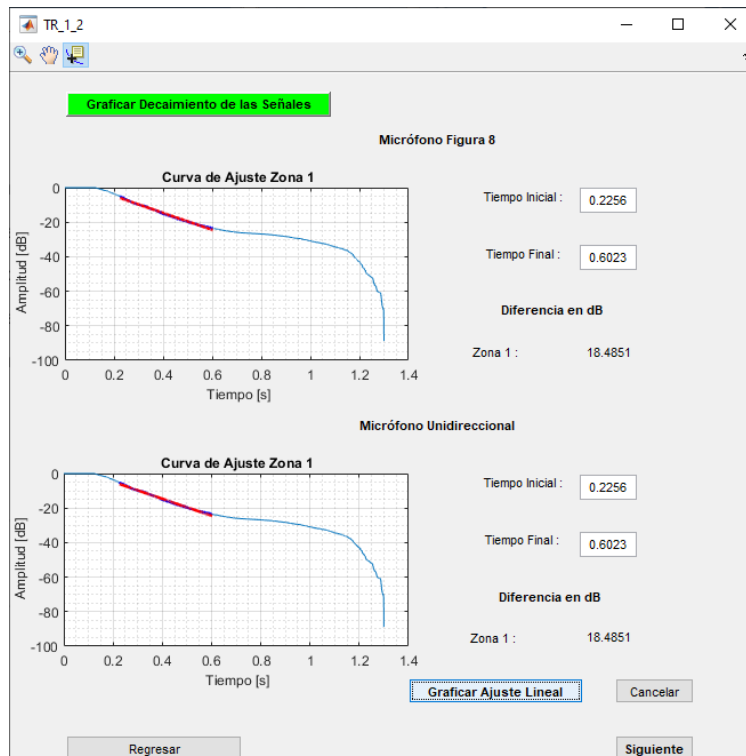 TR_1_2
Graficar Decaimiento de las Señales
Micrófono Figura 8
Curva de Ajuste Zona 1
Amplitud [dB]
0
-20
-40
-60
-80
-100
0 0.2 0.4 0.6 0.8 1 1.2 1.4
Tiempo [s]
Tiempo Inicial : 0.2256
Tiempo Final : 0.6023
Diferencia en dB
Zona 1 : 18.4851
Micrófono Unidireccional
Curva de Ajuste Zona 1
Amplitud [dB]
0
-20
-40
-60
-80
-100
0 0.2 0.4 0.6 0.8 1 1.2 1.4
Tiempo [s]
Tiempo Inicial : 0.2256
Tiempo Final : 0.6023
Diferencia en dB
Zona 1 : 18.4851
Graficar Ajuste Lineal Cancelar
Regresar Siguiente